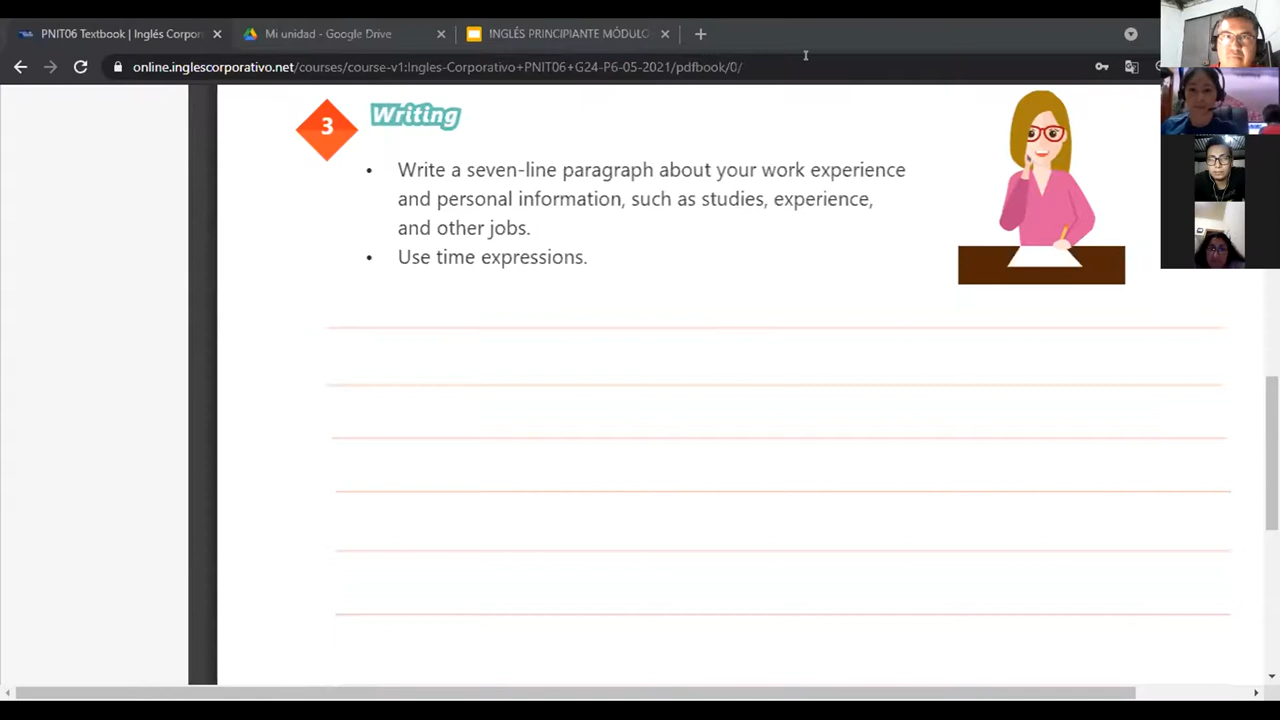 PNIT06 Textbook | Inglés Corpor
Mi unidad - Google Drive
INGLÉS PRINCIPIANTE MÓDULO
online.inglescorporativo.net/courses/course-v1:Ingles-Corporativo+PNIT06+G24-P6-05-2021/pdfbook/0/
3
Writing
• Write a seven-line paragraph about your work experience
and personal information, such as studies, experience,
and other jobs.
• Use time expressions.